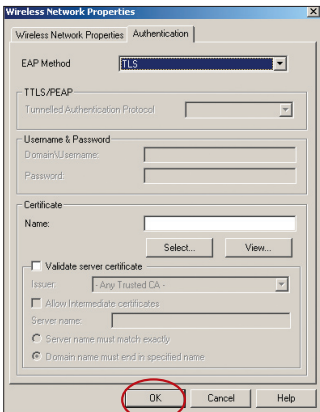 Wireless Network Properties
Wireless Network Properties Authentication
EAP Method TLS
TTLS/PEAP
Tunnelled Authentication Protocol
Username & Password
Domain\Username:
Password:
Certificate
Name:
Select... View...
Validate server certificate
Issuer: - Any Trusted CA -
Allow Intermediate certificates
Server name:
Server name must match exactly
Domain name must end in specified name
OK Cancel Help